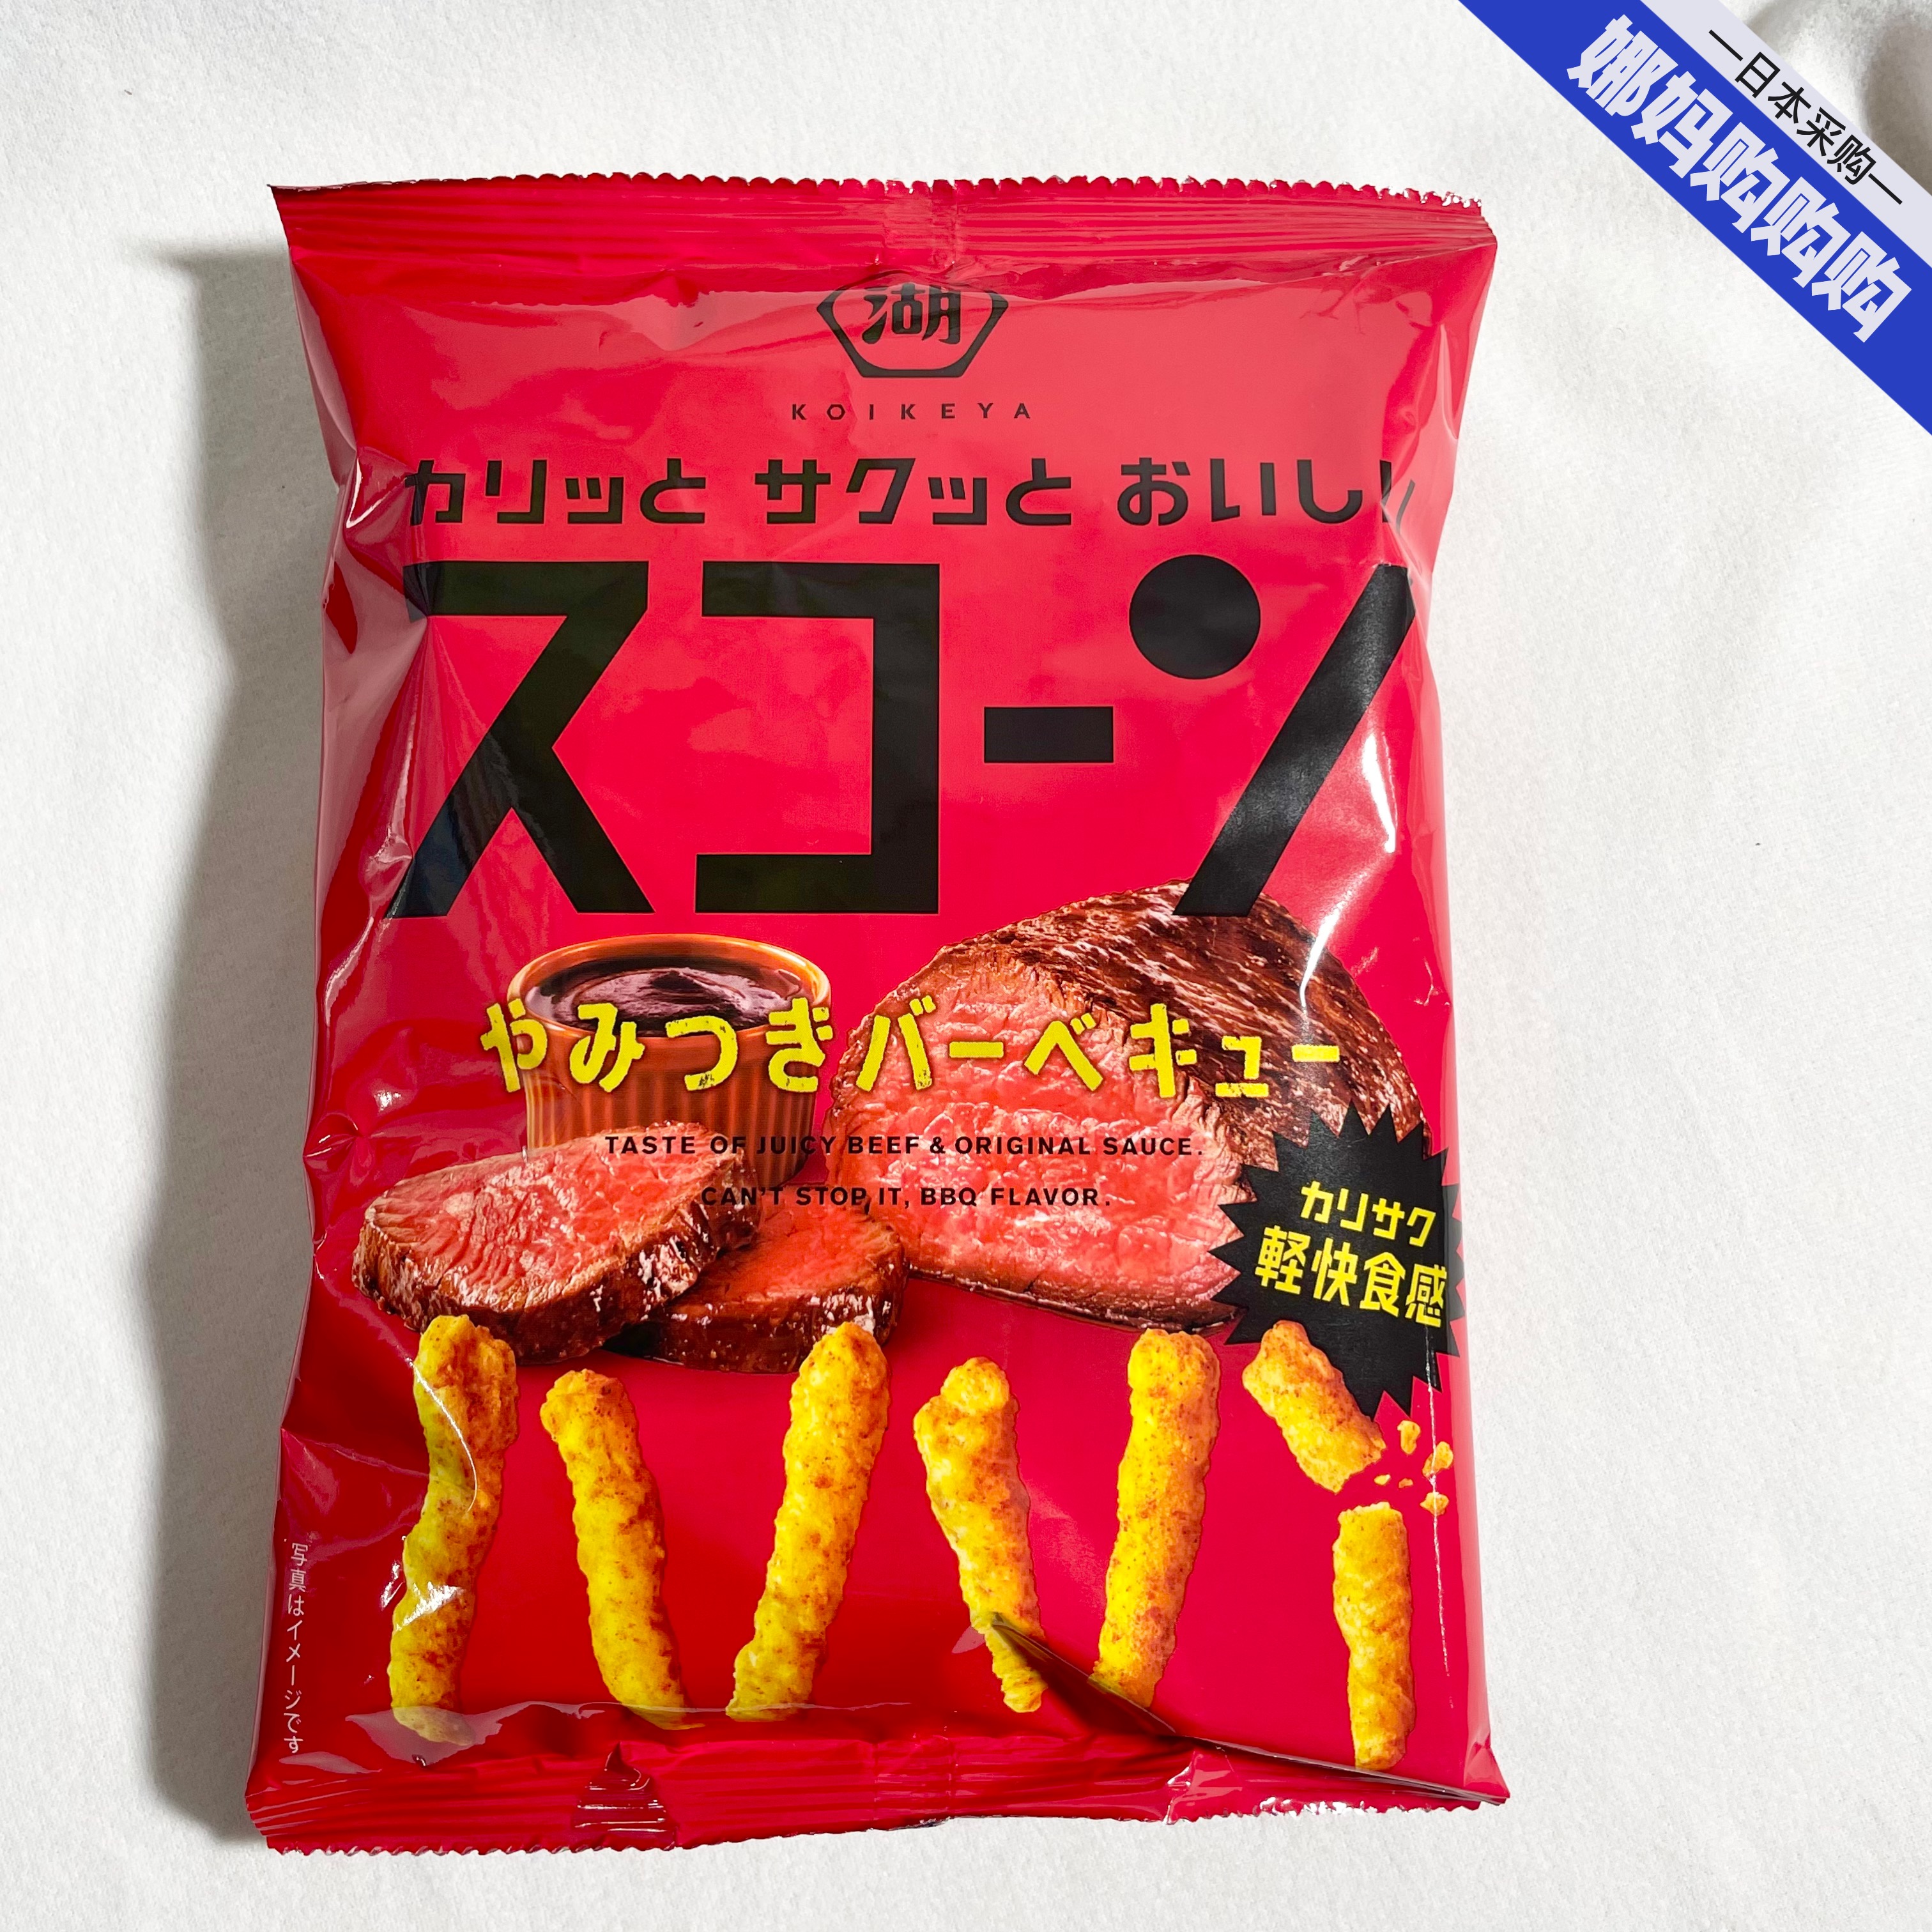 一日本采购一
娜妈购购购
湖
KOIKEYA
カリッと サクッと おいしい
スコーン
やみつきバーベキュー
TASTE OF JUICY BEEF & ORIGINAL SAUCE.
CAN'T STOP IT, BBQ FLAVOR.
カリサク
軽快食感
写真はイメージです